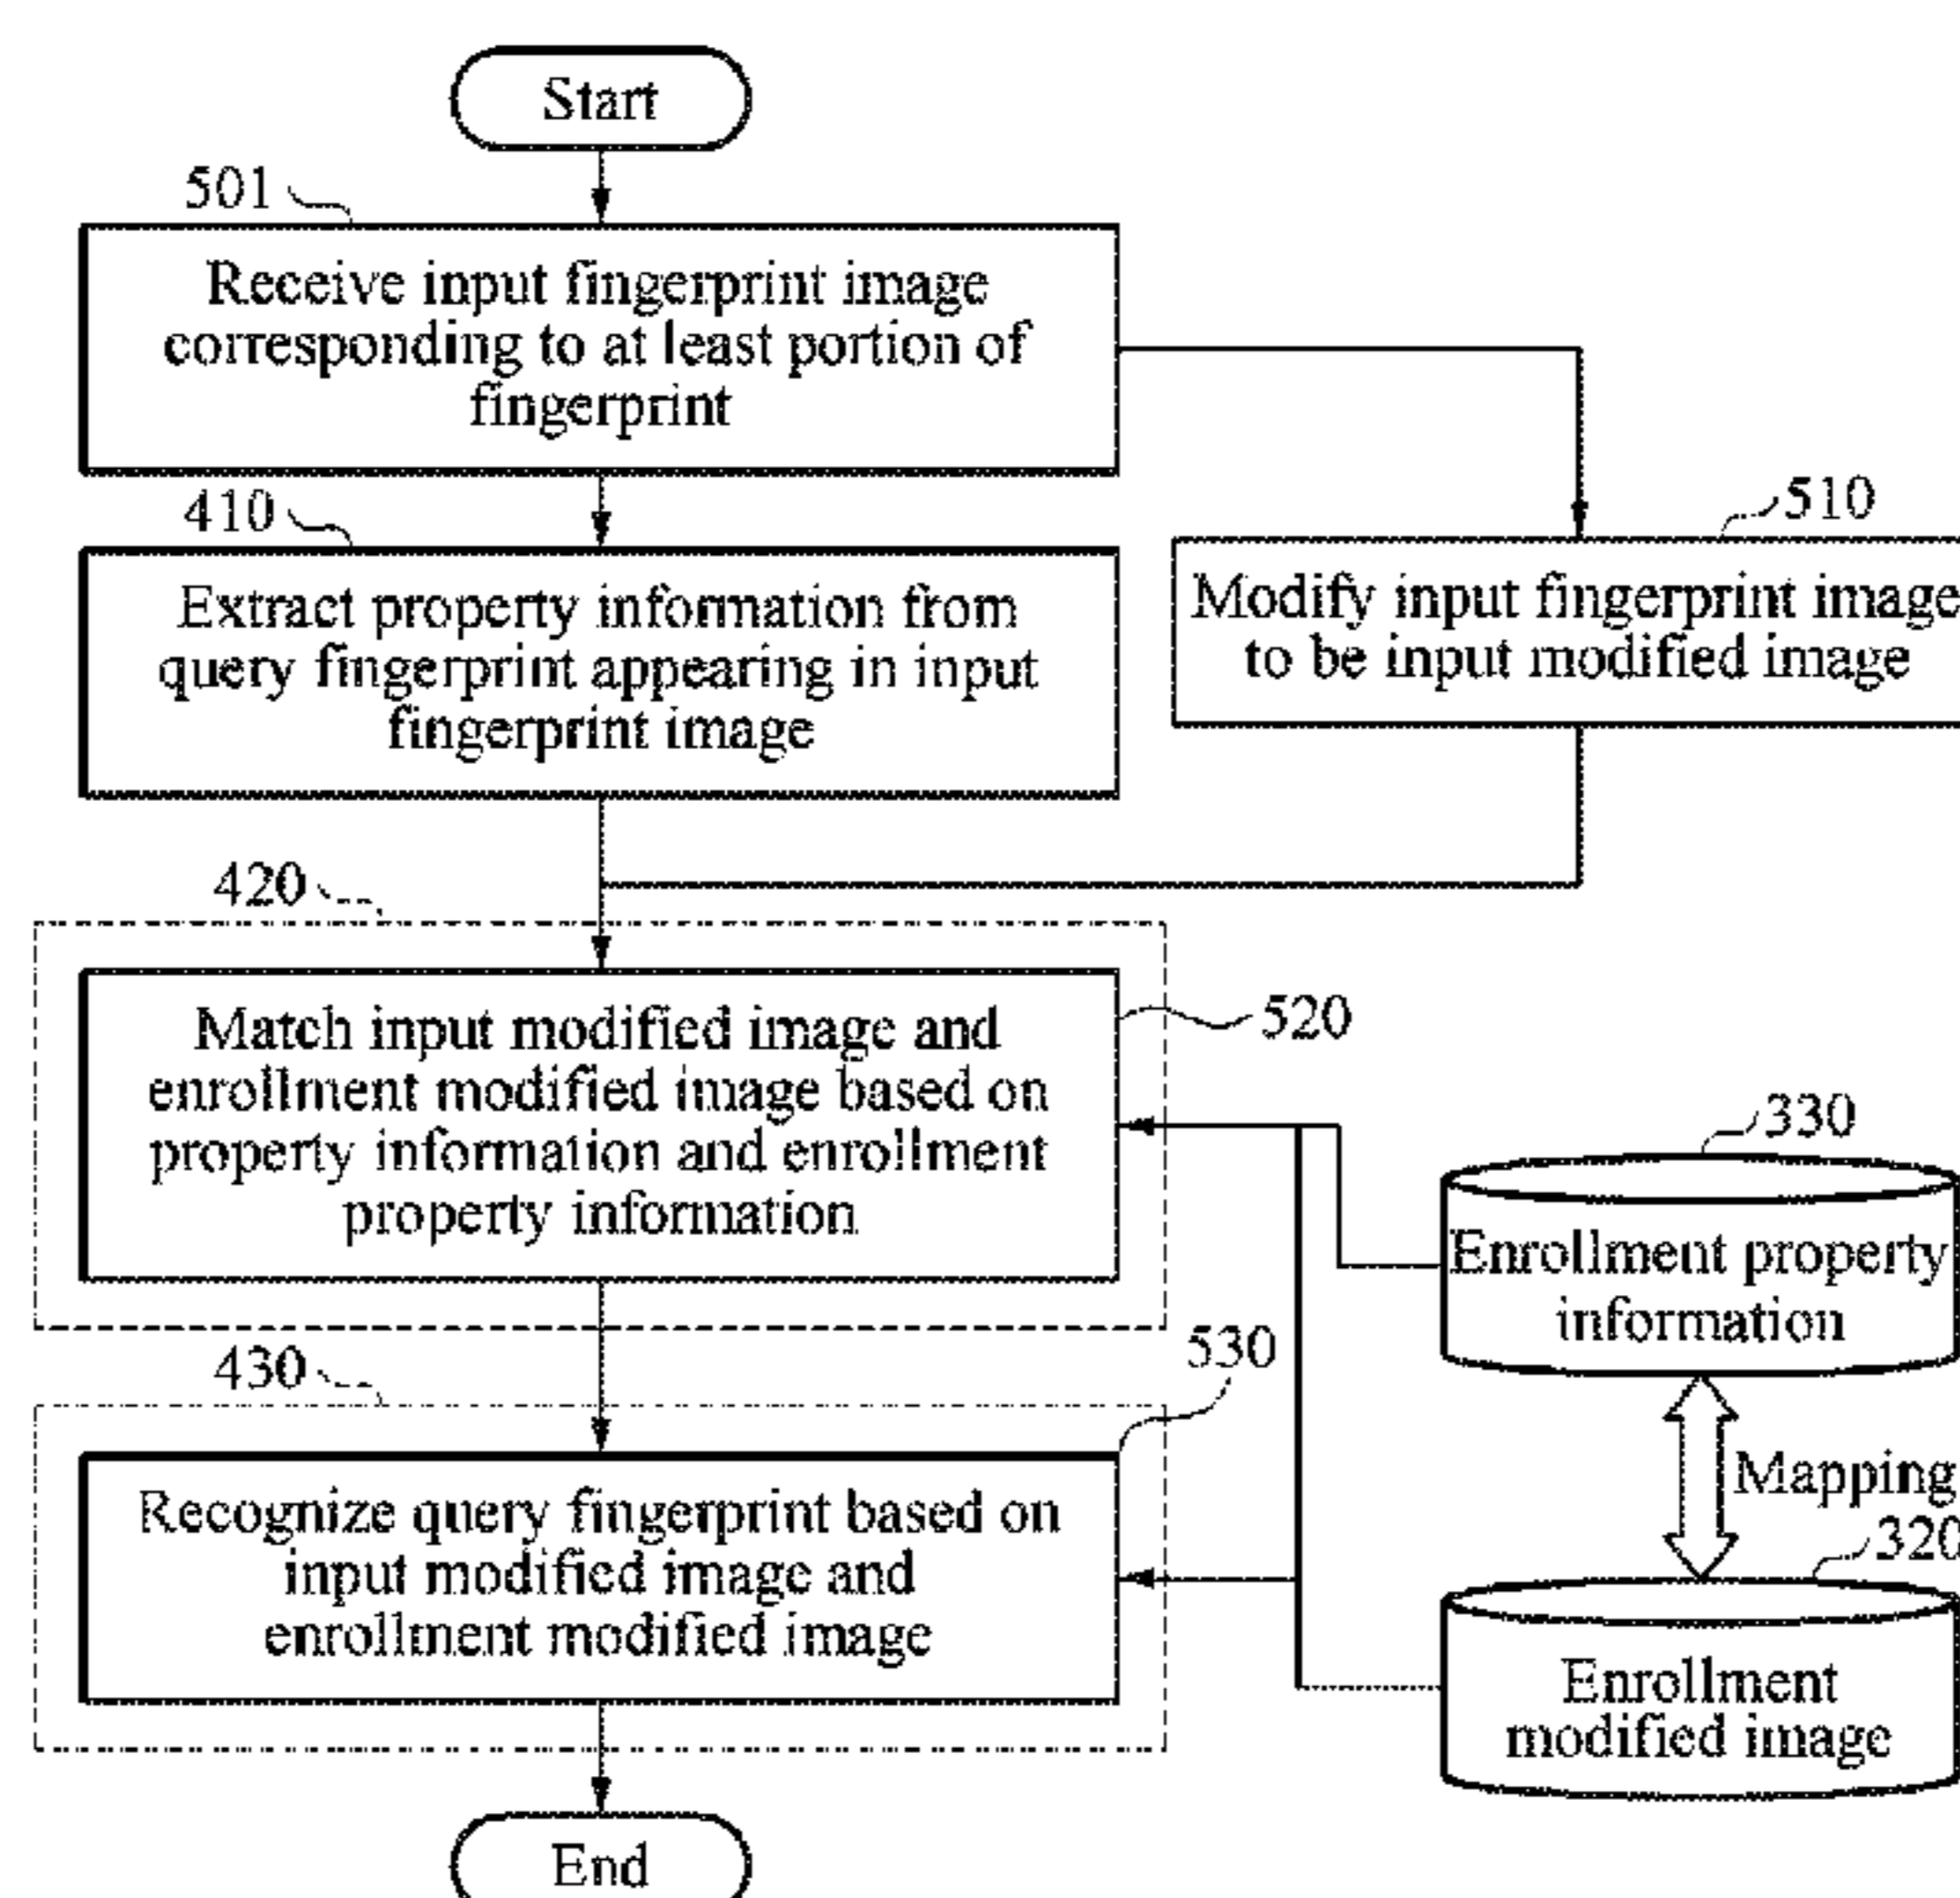 Start
501
Receive input fingerprint image
corresponding to at least portion of
fingerprint
410
Extract property information from
query fingerprint appearing in input
fingerprint image
510
Modify input fingerprint image
to be input modified image
420
Match input modified image and
enrollment modified image based on
property information and enrollment
property information
520
330
Enrollment property
information
430
530
Recognize query fingerprint based on
input modified image and
enrollment modified image
Mapping
320
Enrollment
modified image
End